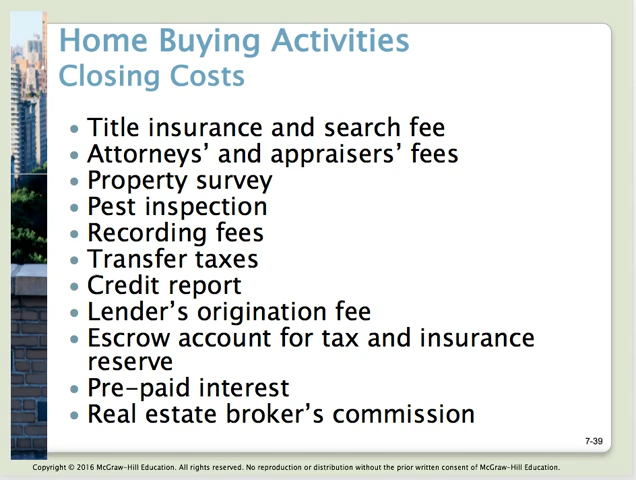 Home Buying Activities
Closing Costs
• Title insurance and search fee
• Attorneys’ and appraisers’ fees
• Property survey
• Pest inspection
• Recording fees
• Transfer taxes
• Credit report
• Lender’s origination fee
• Escrow account for tax and insurance
reserve
• Pre-paid interest
• Real estate broker’s commission
7-39
Copyright © 2016 McGraw-Hill Education. All rights reserved. No reproduction or distribution without the prior written consent of McGraw-Hill Education.